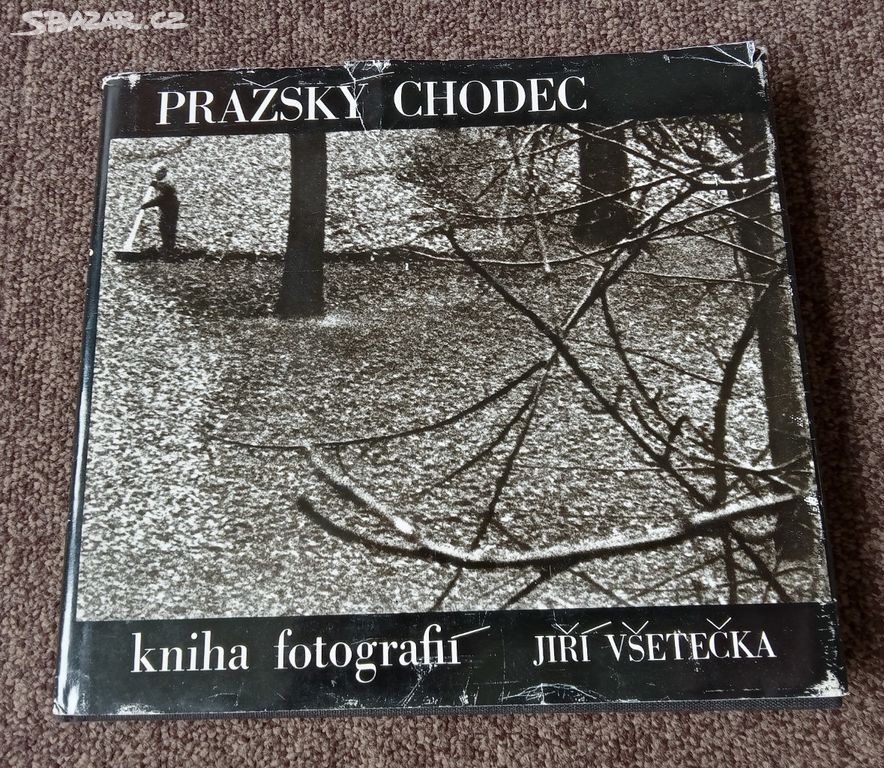 SBAZAR.CZ
PRAZSKY CHODEC
kniha fotografií
JIŘÍ VŠETEČKA